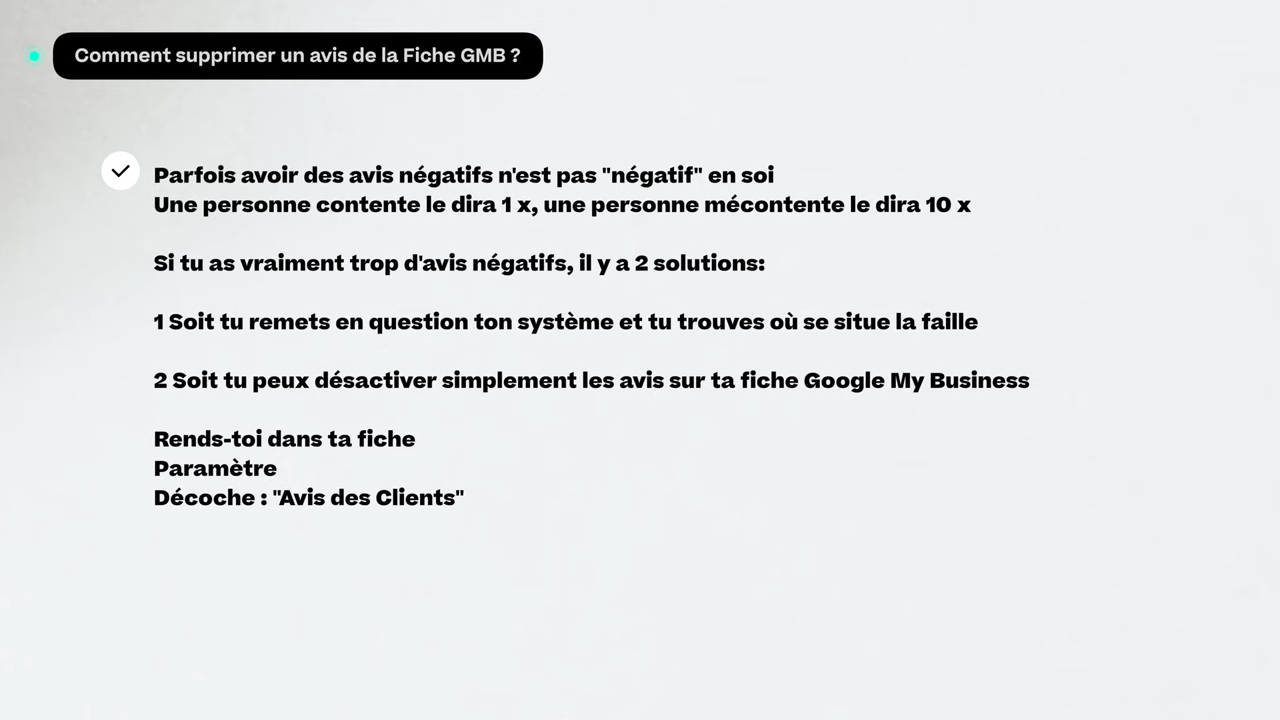 Comment supprimer un avis de la Fiche GMB ?
Parfois avoir des avis négatifs n'est pas "négatif" en soi
Une personne contente le dira 1 x, une personne mécontente le dira 10 x
Si tu as vraiment trop d'avis négatifs, il y a 2 solutions:
1 Soit tu remets en question ton système et tu trouves où se situe la faille
2 Soit tu peux désactiver simplement les avis sur ta fiche Google My Business
Rends-toi dans ta fiche
Paramètre
Décoche : "Avis des Clients"